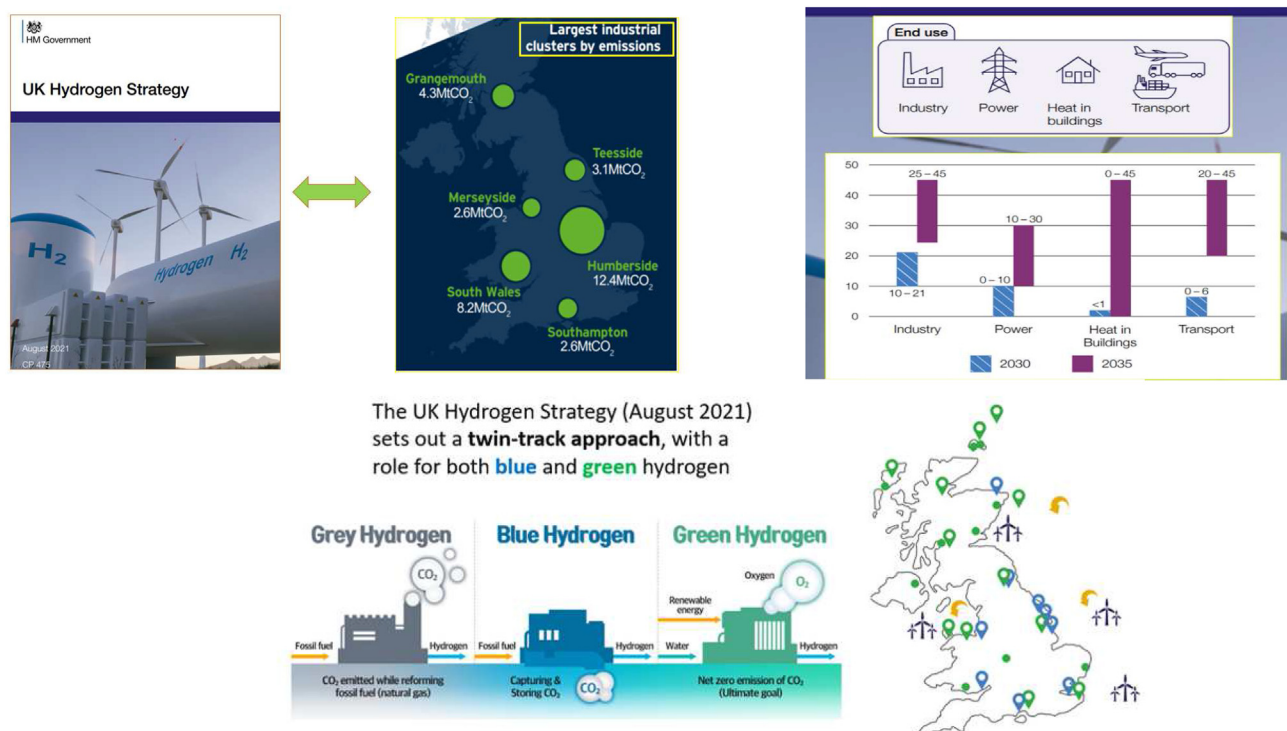 HM Government
UK Hydrogen Strategy
H2
Hydrogen H2
August 2021
CP 475
Largest industrial
clusters by emissions
Grangemouth
4.3MtCO2
Teesside
3.1MtCO2
Merseyside
2.6MtCO2
Humberside
12.4MtCO2
South Wales
8.2MtCO2
Southampton
2.6MtCO2
End use
Industry
Power
Heat in
buildings
Transport
50
40
30
20
10
0
25 – 45
10 – 21
10 – 30
0 – 10
0 – 45
<1
20 – 45
0 – 6
Industry
Power
Heat in
Buildings
Transport
2030
2035
The UK Hydrogen Strategy (August 2021)
sets out a twin-track approach, with a
role for both blue and green hydrogen
Grey Hydrogen
CO2
Fossil fuel
Hydrogen
CO2 emitted while reforming
fossil fuel (natural gas)
Blue Hydrogen
Fossil fuel
Hydrogen
Capturing &
Storing CO2
CO2
Green Hydrogen
Oxygen
O2
Renewable
energy
Water
Hydrogen
Net zero emission of CO2
(Ultimate goal)